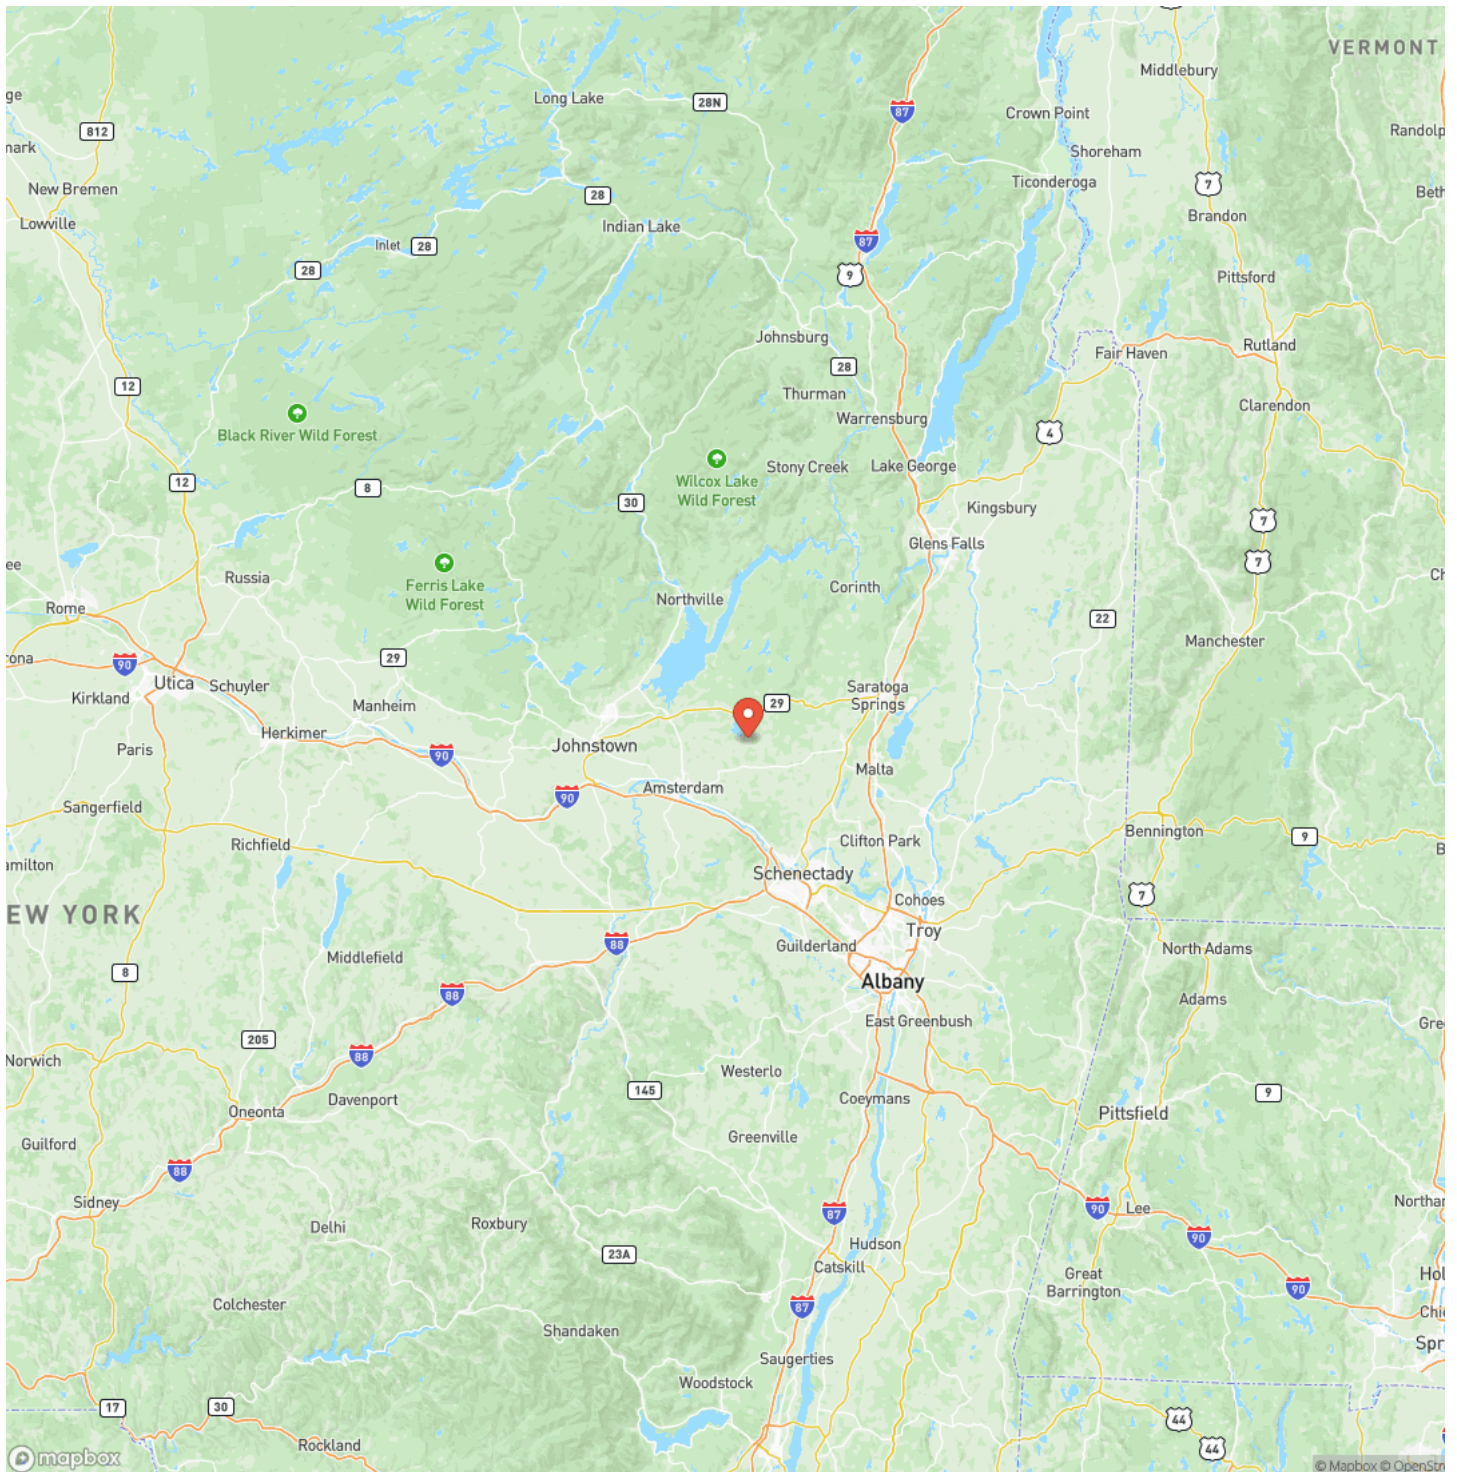 VERMONT
Middlebury
ge
Long Lake
28N
87
Crown Point
812
Randolp
mark
Shoreham
New Bremen
Ticonderoga
7
Beth
28
Lowville
Brandon
Indian Lake
Inlet
28
87
28
9
Pittsford
Johnsburg
Rutland
Fair Haven
28
12
Thurman
Clarendon
Warrensburg
4
Black River Wild Forest
Stony Creek
Lake George
12
8
Wilcox Lake
Wild Forest
30
Kingsbury
7
Glens Falls
7
ee
Russia
Ferris Lake
Wild Forest
Corinth
Ch
Rome
Northville
22
Manchester
rona
90
29
Utica
Schuyler
Saratoga
Springs
Kirkland
Manheim
29
Herkimer
Johnstown
Paris
90
Malta
Amsterdam
90
Sangerfield
Bennington
9
Richfield
Clifton Park
B
amilton
Schenectady
7
Cohoes
EW YORK
Troy
88
Guilderland
North Adams
Middlefield
8
Albany
88
Adams
East Greenbush
Gre
205
88
Norwich
Westerlo
145
Coeymans
9
Davenport
Oneonta
Pittsfield
Guilford
Greenville
88
Sidney
Northar
87
90
Lee
Delhi
Roxbury
90
Hudson
23A
Catskill
Great
Barrington
Hol
90
Colchester
87
Chi
Shandaken
Spr
Saugerties
Woodstock
17
30
44
Rockland
44
mapbox
© Mapbox © OpenStr